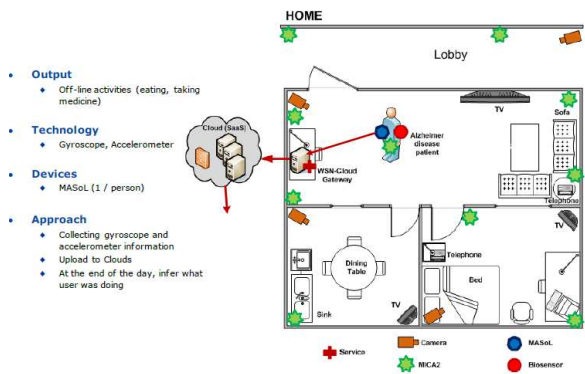 HOME
Lobby
Output
Off-line activities (eating, taking
medicine)
Technology
Gyroscope, Accelerometer
Devices
MASoL (1 / person)
Approach
Collecting gyroscope and
accelerometer information
Upload to Clouds
At the end of the day, infer what
user was doing
Cloud (SaaS)
WSN-Cloud
Gateway
Alzheimer
disease
patient
TV
Sofa
Telephone
TV
Telephone
Dining
Table
Bed
Sink
TV
Service
Camera
MICA2
MASoL
Biosensor